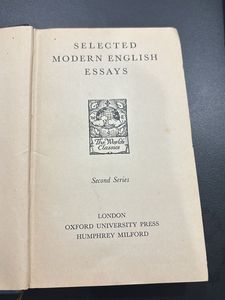 SELECTED
MODERN ENGLISH
ESSAYS
The World's
Classics
Second Series
LONDON
OXFORD UNIVERSITY PRESS
HUMPHREY MILFORD